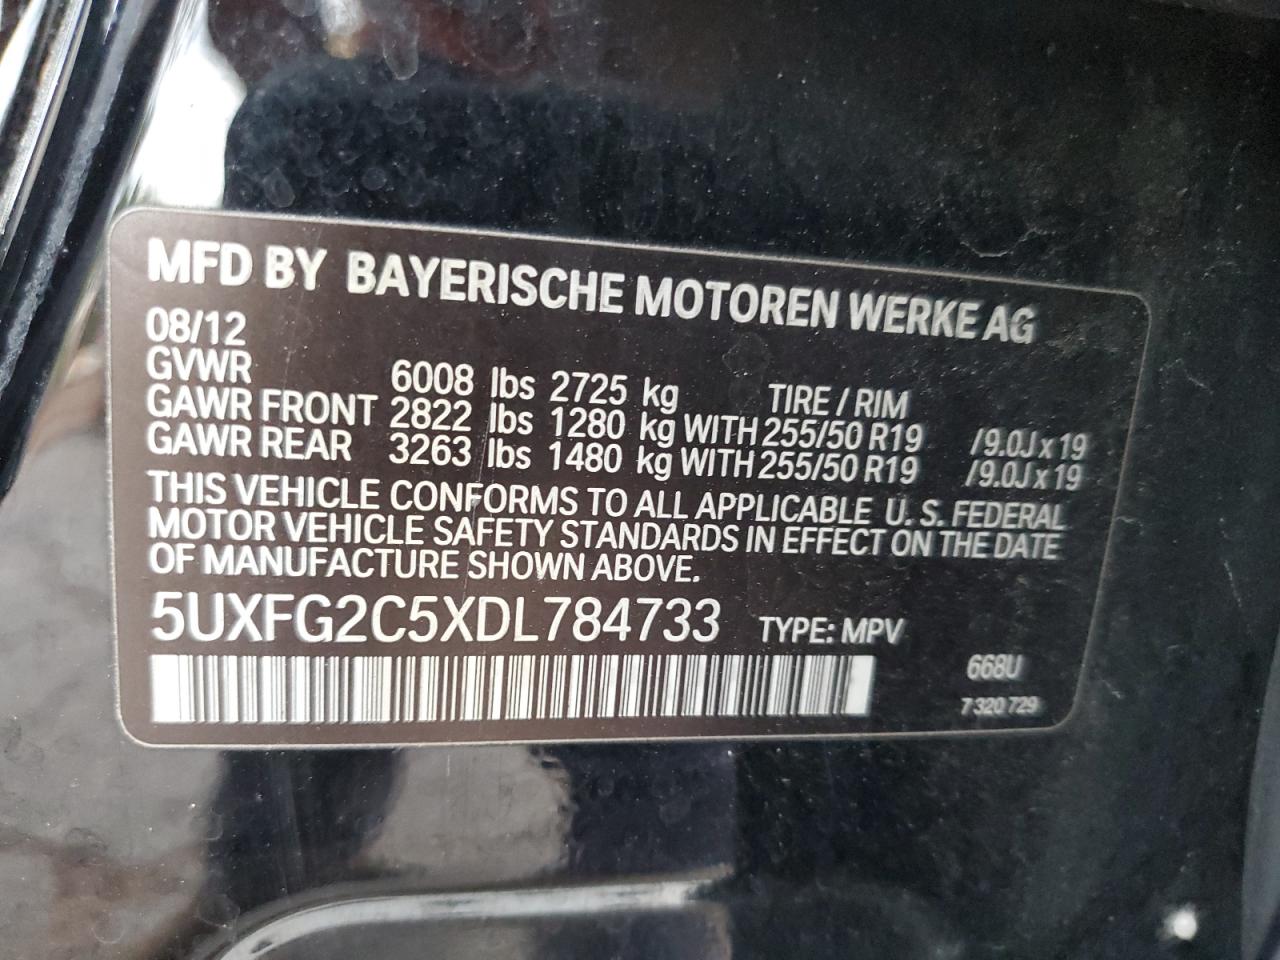 MFD BY BAYERISCHE MOTOREN WERKE AG
08/12
GVWR 6008 lbs 2725 kg TIRE / RIM
GAWR FRONT 2822 lbs 1280 kg WITH 255/50 R19 /9.0J x 19
GAWR REAR 3263 lbs 1480 kg WITH 255/50 R19 /9.0J x 19
THIS VEHICLE CONFORMS TO ALL APPLICABLE U. S. FEDERAL
MOTOR VEHICLE SAFETY STANDARDS IN EFFECT ON THE DATE
OF MANUFACTURE SHOWN ABOVE.
5UXFG2C5XDL784733 TYPE: MPV
668U
7 320 729